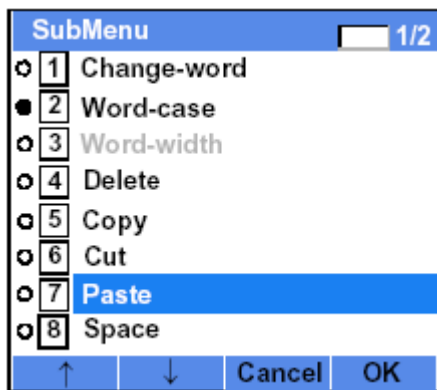 SubMenu 1/2
1 Change-word
2 Word-case
3 Word-width
4 Delete
5 Copy
6 Cut
7 Paste
8 Space
↑ ↓ Cancel OK